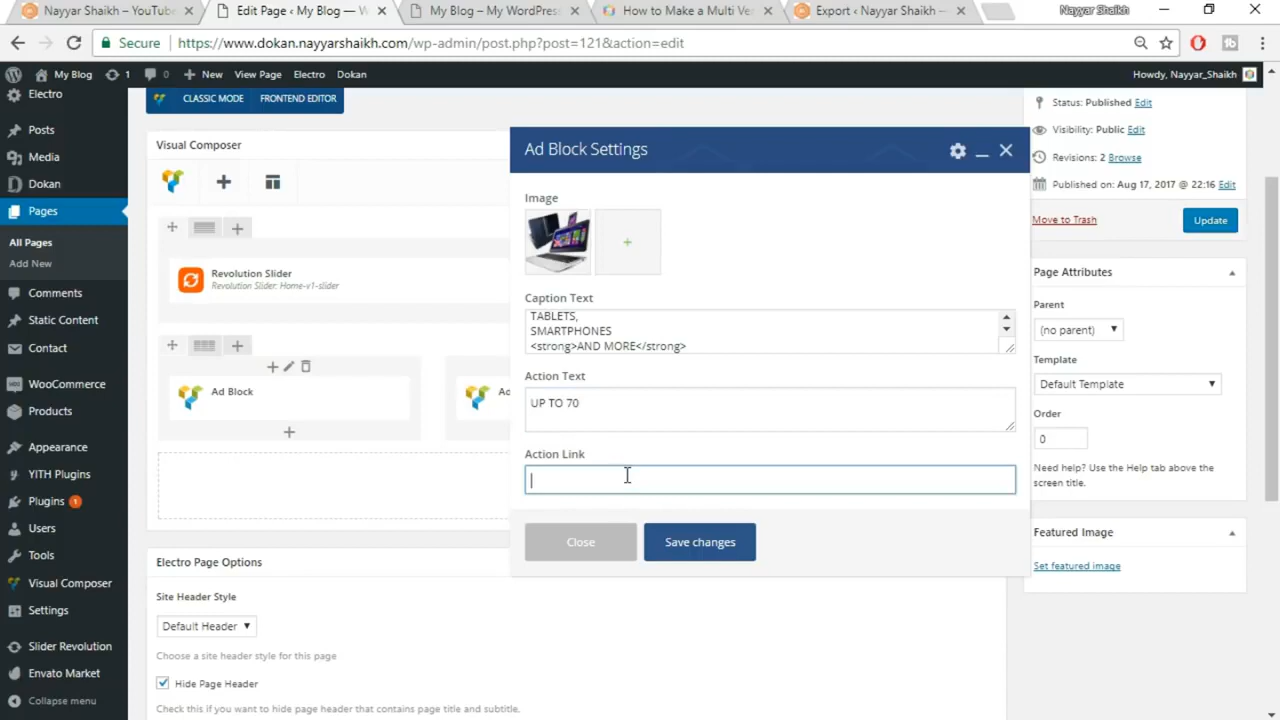 Nayyar Shaikh – YouTube
Edit Page ‹ My Blog — W
My Blog – My WordPress
How to Make a Multi Ve
Export ‹ Nayyar Shaikh —
Nayyar Shaikh
Secure
https://www.dokan.nayyarshaikh.com/wp-admin/post.php?post=121&action=edit
My Blog
1
0
New
View Page
Electro
Dokan
Howdy, Nayyar_Shaikh
Electro
Posts
Media
Dokan
Pages
All Pages
Add New
Comments
Static Content
Contact
WooCommerce
Products
Appearance
YITH Plugins
Plugins 1
Users
Tools
Visual Composer
Settings
Slider Revolution
Envato Market
Collapse menu
CLASSIC MODE
FRONTEND EDITOR
Visual Composer
Revolution Slider
Revolution Slider: Home-v1-slider
Ad Block
Ad
Electro Page Options
Site Header Style
Default Header
Choose a site header style for this page
Hide Page Header
Check this if you want to hide page header that contains page title and subtitle.
Ad Block Settings
Image
Caption Text
TABLETS,
SMARTPHONES
<strong>AND MORE</strong>
Action Text
UP TO 70
Action Link
Close
Save changes
Status: Published Edit
Visibility: Public Edit
Revisions: 2 Browse
Published on: Aug 17, 2017 @ 22:16 Edit
Move to Trash
Update
Page Attributes
Parent
(no parent)
Template
Default Template
Order
0
Need help? Use the Help tab above the
screen title.
Featured Image
Set featured image